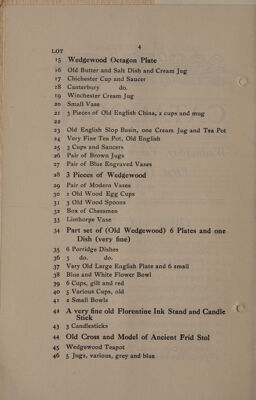 4
LOT
15 Wedgewood Octagon Plate
16 Old Butter and Salt Dish and Cream Jug
17 Chichester Cup and Saucer
18 Canterbury do.
19 Winchester Cream Jug
20 Small Vase
21 3 Pieces of Old English China, 2 cups and mug
22
23 Old English Slop Basin, one Cream Jug and Tea Pot
24 Very Fine Tea Pot, Old English
25 3 Cups and Saucers
26 Pair of Brown Jugs
27 Pair of Blue Engraved Vases
28 3 Pieces of Wedgewood
29 Pair of Modern Vases
30 2 Old Wood Egg Cups
31 3 Old Wood Spoons
32 Box of Chessmen
33 Linthorpe Vase
34 Part set of (Old Wedgewood) 6 Plates and one
Dish (very fine)
35 6 Porridge Dishes
36 5 do. do.
37 Very Old Large English Plate and 6 small
38 Blue and White Flower Bowl
39 6 Cups, gilt and red
40 5 Various Cups, old
41 2 Small Bowls
42 A very fine old Florentine Ink Stand and Candle
Stick
43 3 Candlesticks
44 Old Cross and Model of Ancient Frid Stol
45 Wedgewood Teapot
46 5 Jugs, various, grey and blue